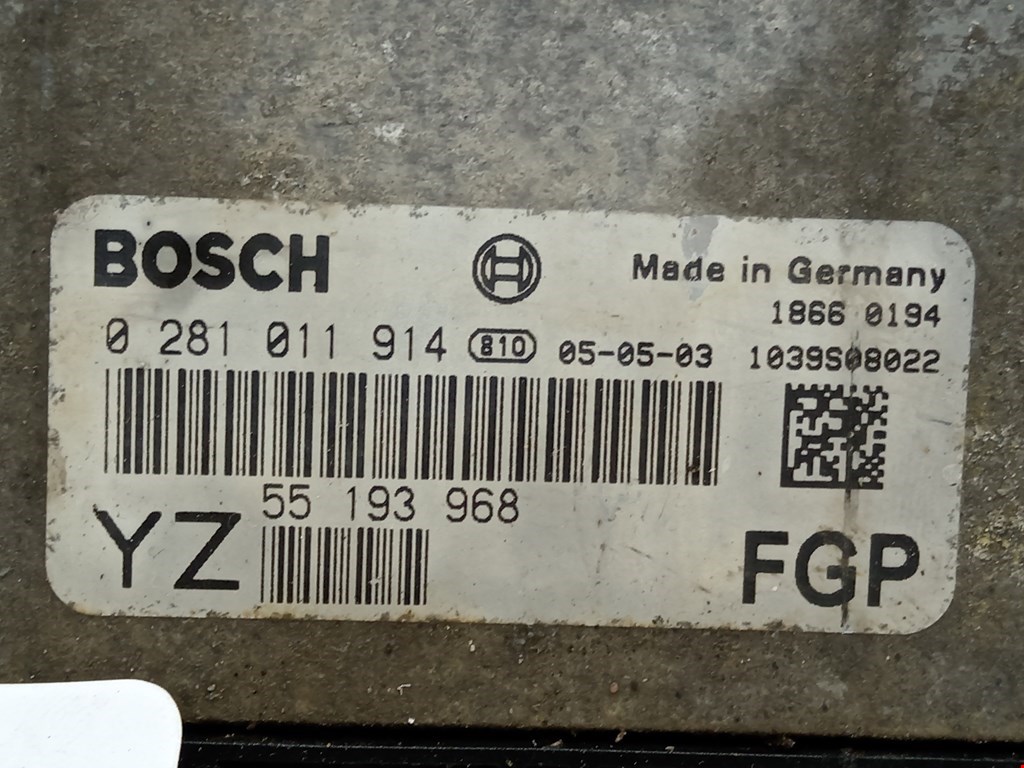 BOSCH
Made in Germany
1866 0194
0 281 011 914 810 05-05-03 1039S08022
55 193 968
YZ
FGP